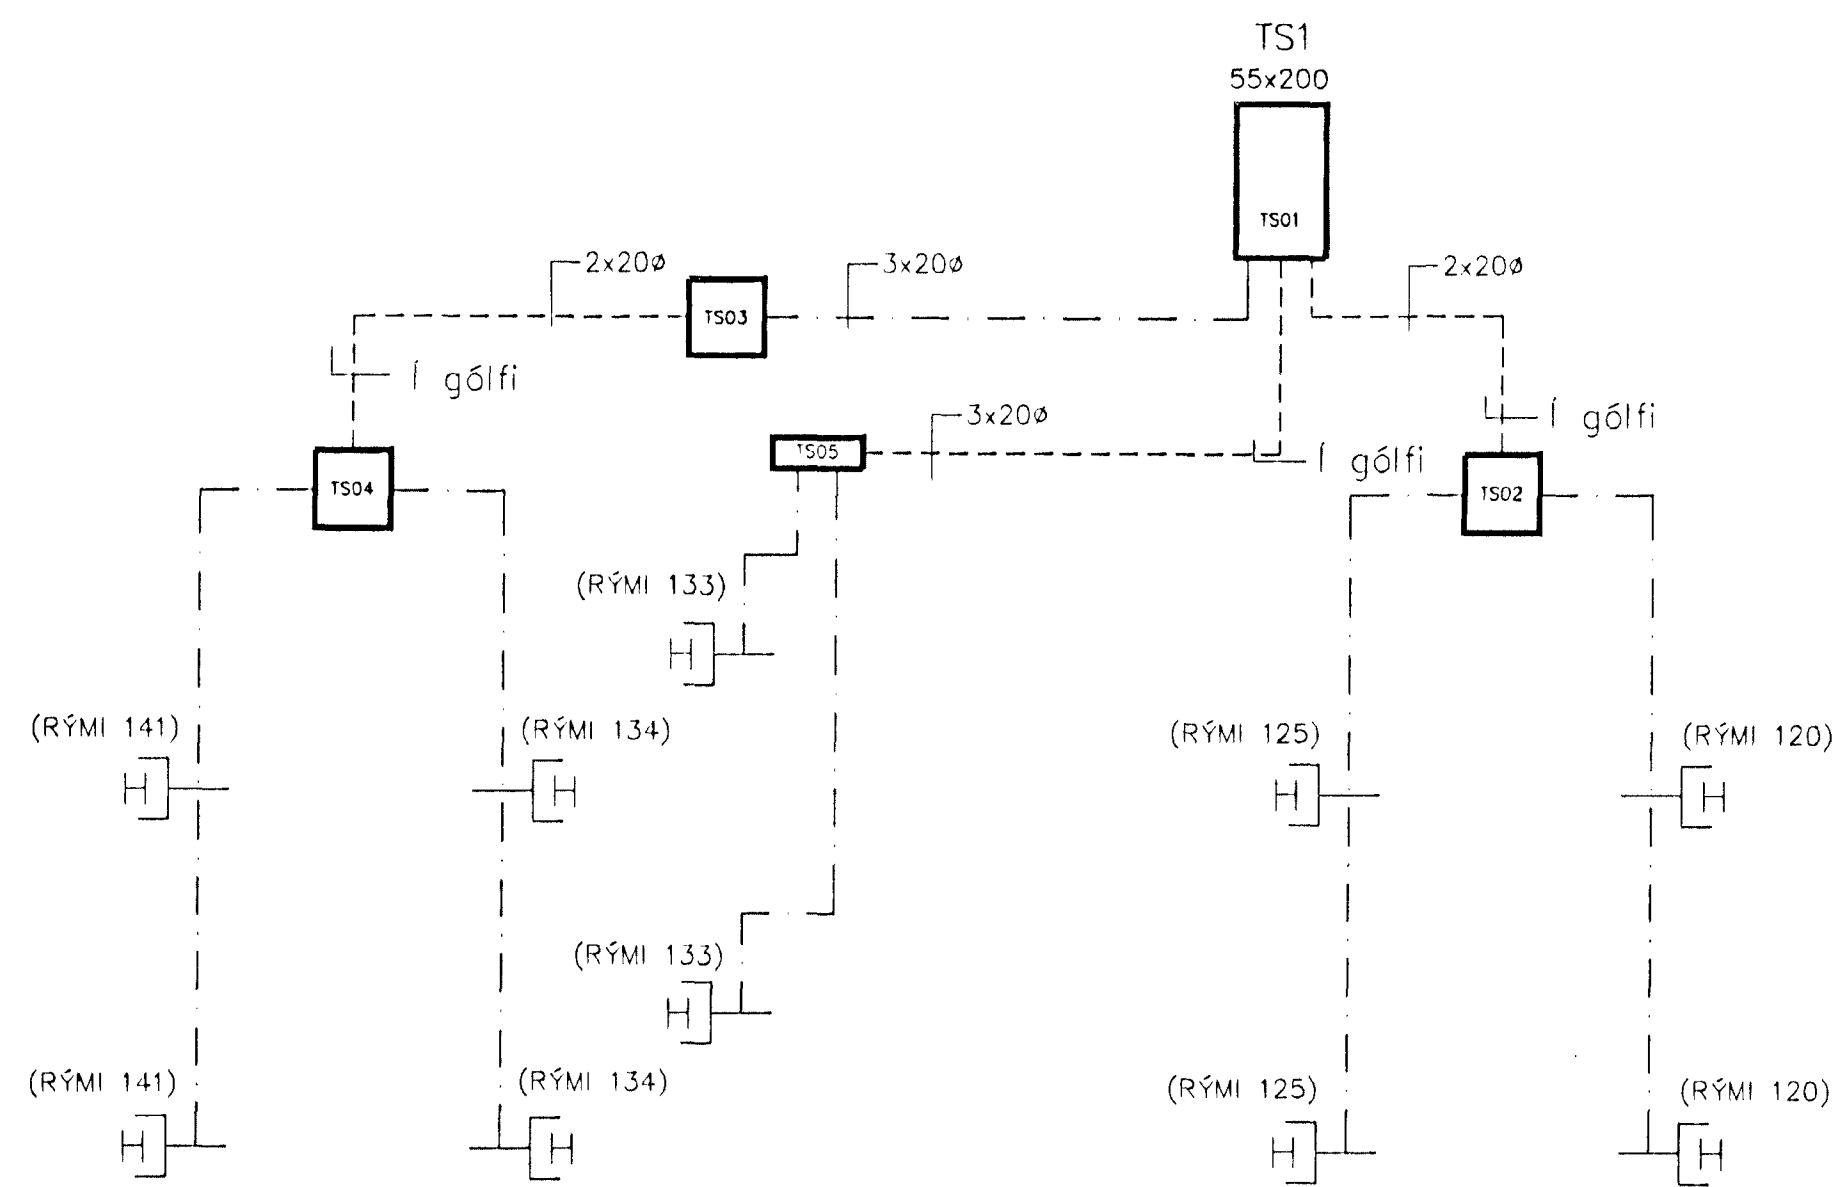 TS1
55x200
TS01
2x20ø
3x20ø
2x20ø
TS03
Í gólfi
3x20ø
Í gólfi
TS05
Í gólfi
TS04
TS02
(RÝMI 133)
(RÝMI 141)
(RÝMI 134)
(RÝMI 125)
(RÝMI 120)
H
H
H
H
H
(RÝMI 133)
H
(RÝMI 141)
(RÝMI 134)
(RÝMI 125)
(RÝMI 120)
H
H
H
H